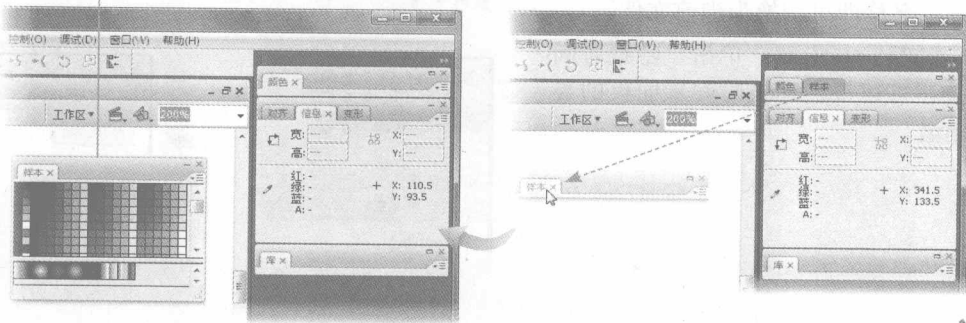 控制(O) 调试(D) 窗口(W) 帮助(H)
颜色 ×
工作区 200%
对齐 信息 × 变形
宽:
高:
X:
Y:
红: -
绿: -
蓝: -
A: -
+ X: 110.5
Y: 93.5
样本 ×
库 ×
控制(O) 调试(D) 窗口(W) 帮助(H)
颜色 样本
工作区 200%
对齐 信息 × 变形
宽:
高:
X:
Y:
红: -
绿: -
蓝: -
A: -
+ X: 341.5
Y: 133.5
样本 ×
库 ×